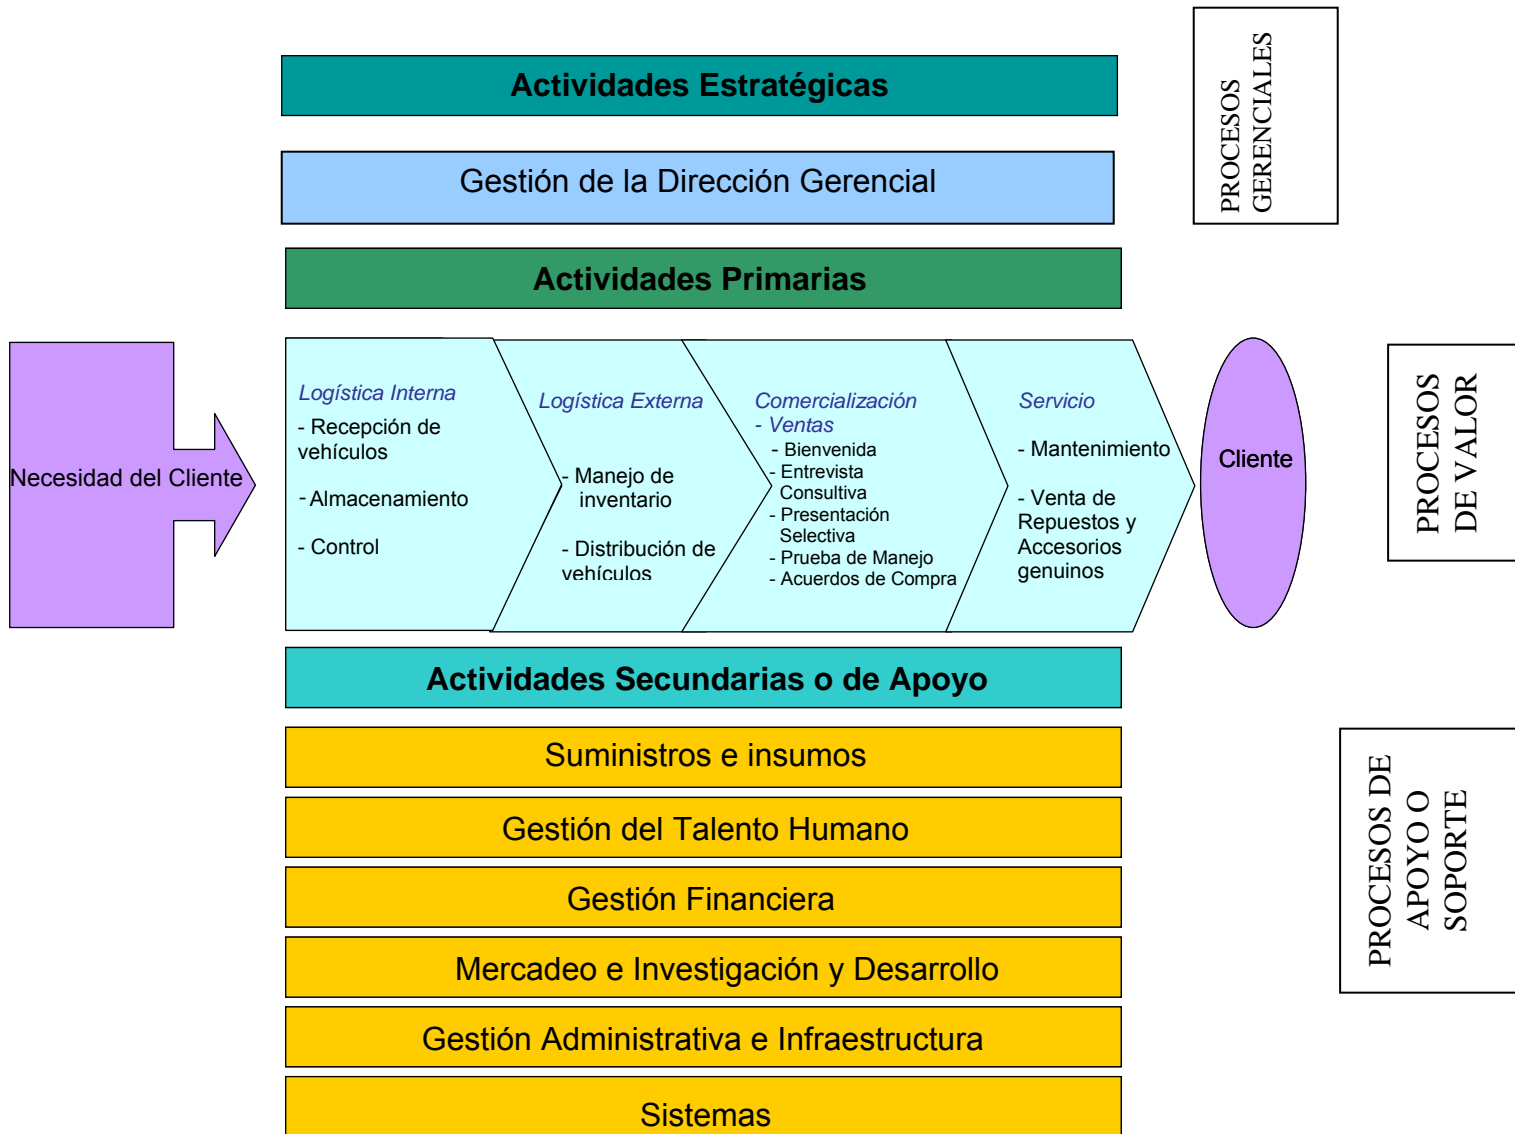 Actividades Estratégicas
Gestión de la Dirección Gerencial
PROCESOS
GERENCIALES
Actividades Primarias
Necesidad del Cliente
Logística Interna
- Recepción de
vehículos
- Almacenamiento
- Control
Logística Externa
- Manejo de
inventario
- Distribución de
vehículos
Comercialización
- Ventas
- Bienvenida
- Entrevista
Consultiva
- Presentación
Selectiva
- Prueba de Manejo
- Acuerdos de Compra
Servicio
- Mantenimiento
- Venta de
Repuestos y
Accesorios
genuinos
Cliente
PROCESOS
DE VALOR
Actividades Secundarias o de Apoyo
Suministros e insumos
Gestión del Talento Humano
Gestión Financiera
Mercadeo e Investigación y Desarrollo
Gestión Administrativa e Infraestructura
Sistemas
PROCESOS DE
APOYO O
SOPORTE